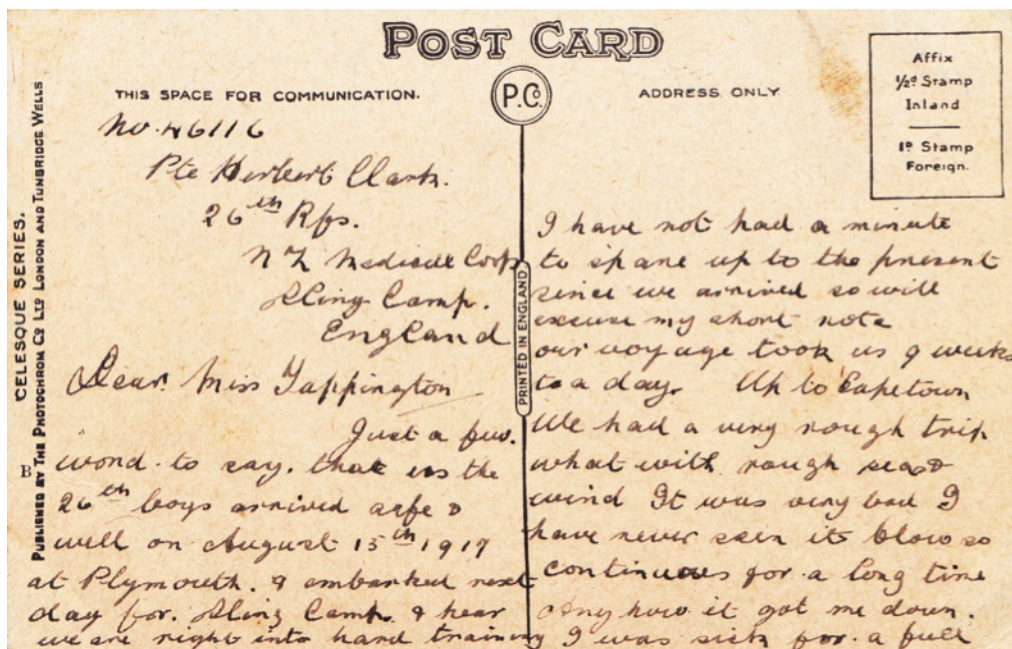 POST CARD
THIS SPACE FOR COMMUNICATION.
P.Co.
ADDRESS ONLY
Affix
½d Stamp
Inland
1d Stamp
Foreign.
CELESQUE SERIES.
PUBLISHED BY THE PHOTOCHROM CO LTD LONDON AND TUNBRIDGE WELLS
B
PRINTED IN ENGLAND
No. 46116
Pte Herbert Clark.
26th Rfs.
N Z Medical Corps
Sling Camp.
England
Dear Miss Tappington
Just a few.
word. to say. that us the
26th boys arrived safe &
well on August 15th 1917
at Plymouth. & embarked next
day for. Sling Camp. & hear
we are right into hard training
I have not had a minute
to spare up to the present
since we arrived so will
excuse my short note
our voyage took us 9 weeks
to a day. Up to Capetown
We had a very rough trip
what with rough seas &
wind It was very bad I
have never seen it blow so
continuous for a long time
Any how it got me down.
I was sick for a full